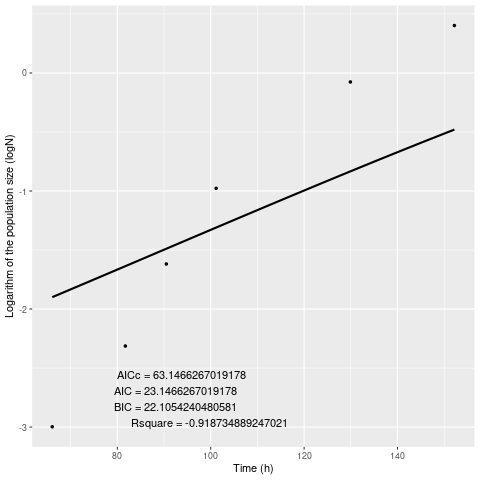 0
-1
-2
-3
Logarithm of the population size (logN)
AICc = 63.1466267019178
AIC = 23.1466267019178
BIC = 22.1054240480581
Rsquare = -0.918734889247021
80 100 120 140
Time (h)